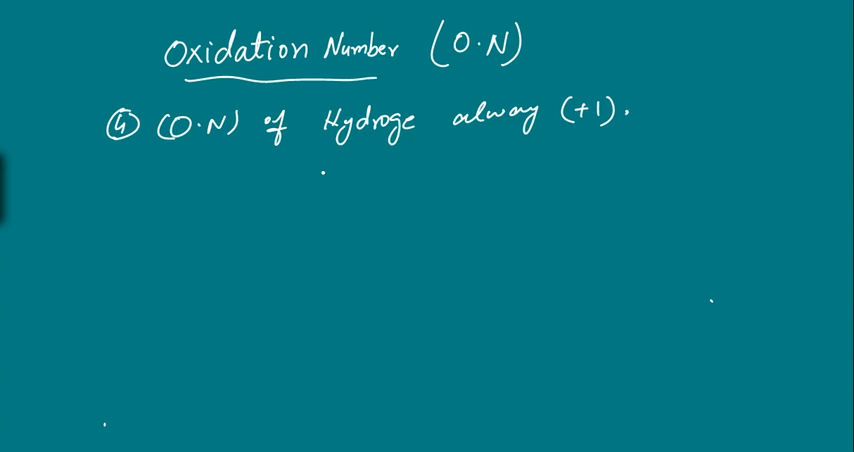 Oxidation Number (O.N)
④ (O.N) of Hydroge alway (+1).